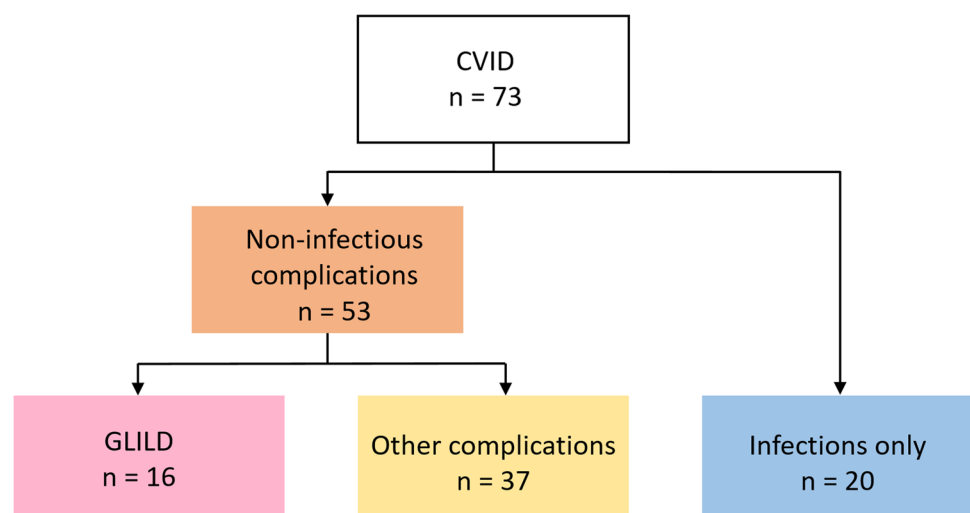 CVID
n = 73
Non-infectious
complications
n = 53
GLILD
n = 16
Other complications
n = 37
Infections only
n = 20